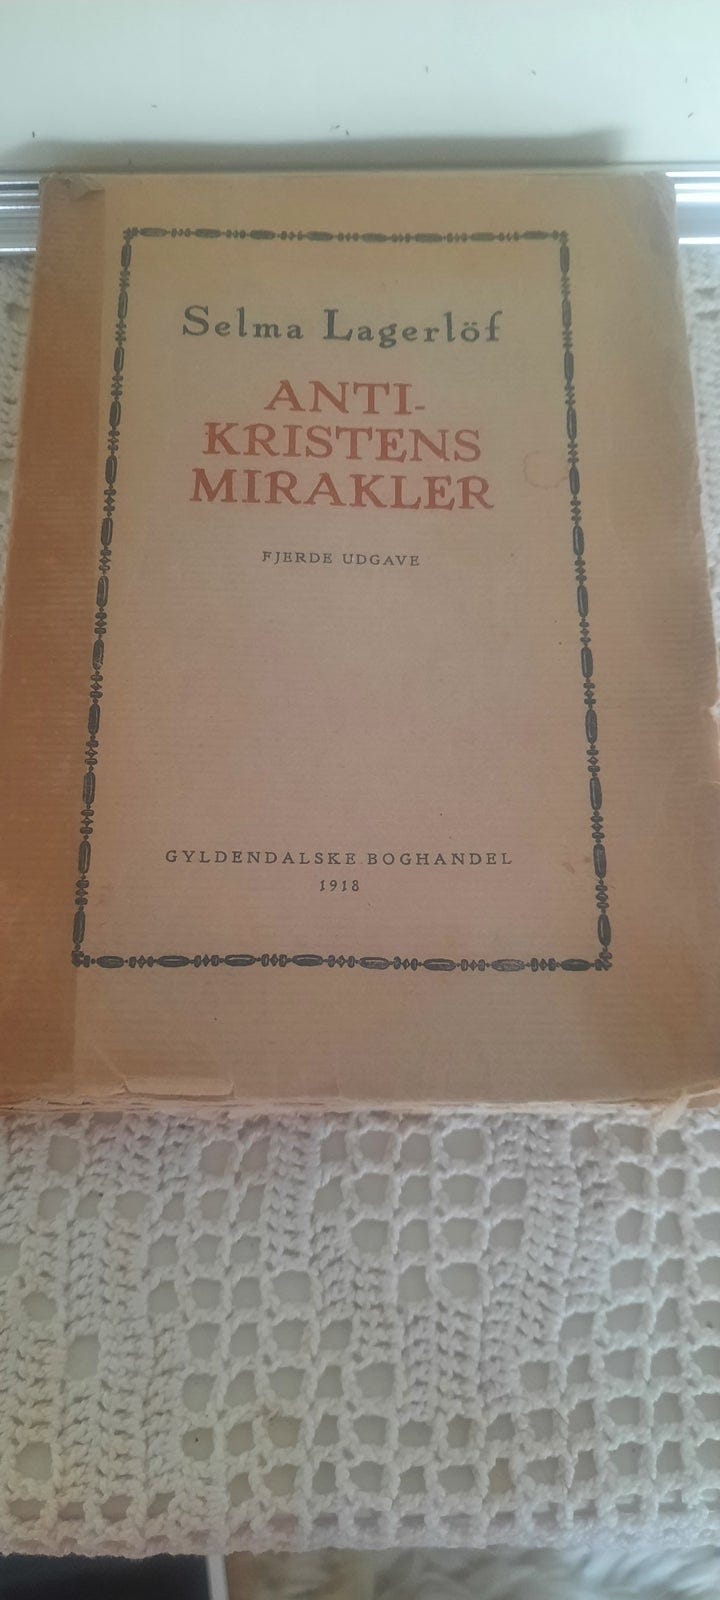 Selma Lagerlöf
ANTI-
KRISTENS
MIRAKLER
FJERDE UDGAVE
GYLDENDALSKE BOGHANDEL
1918